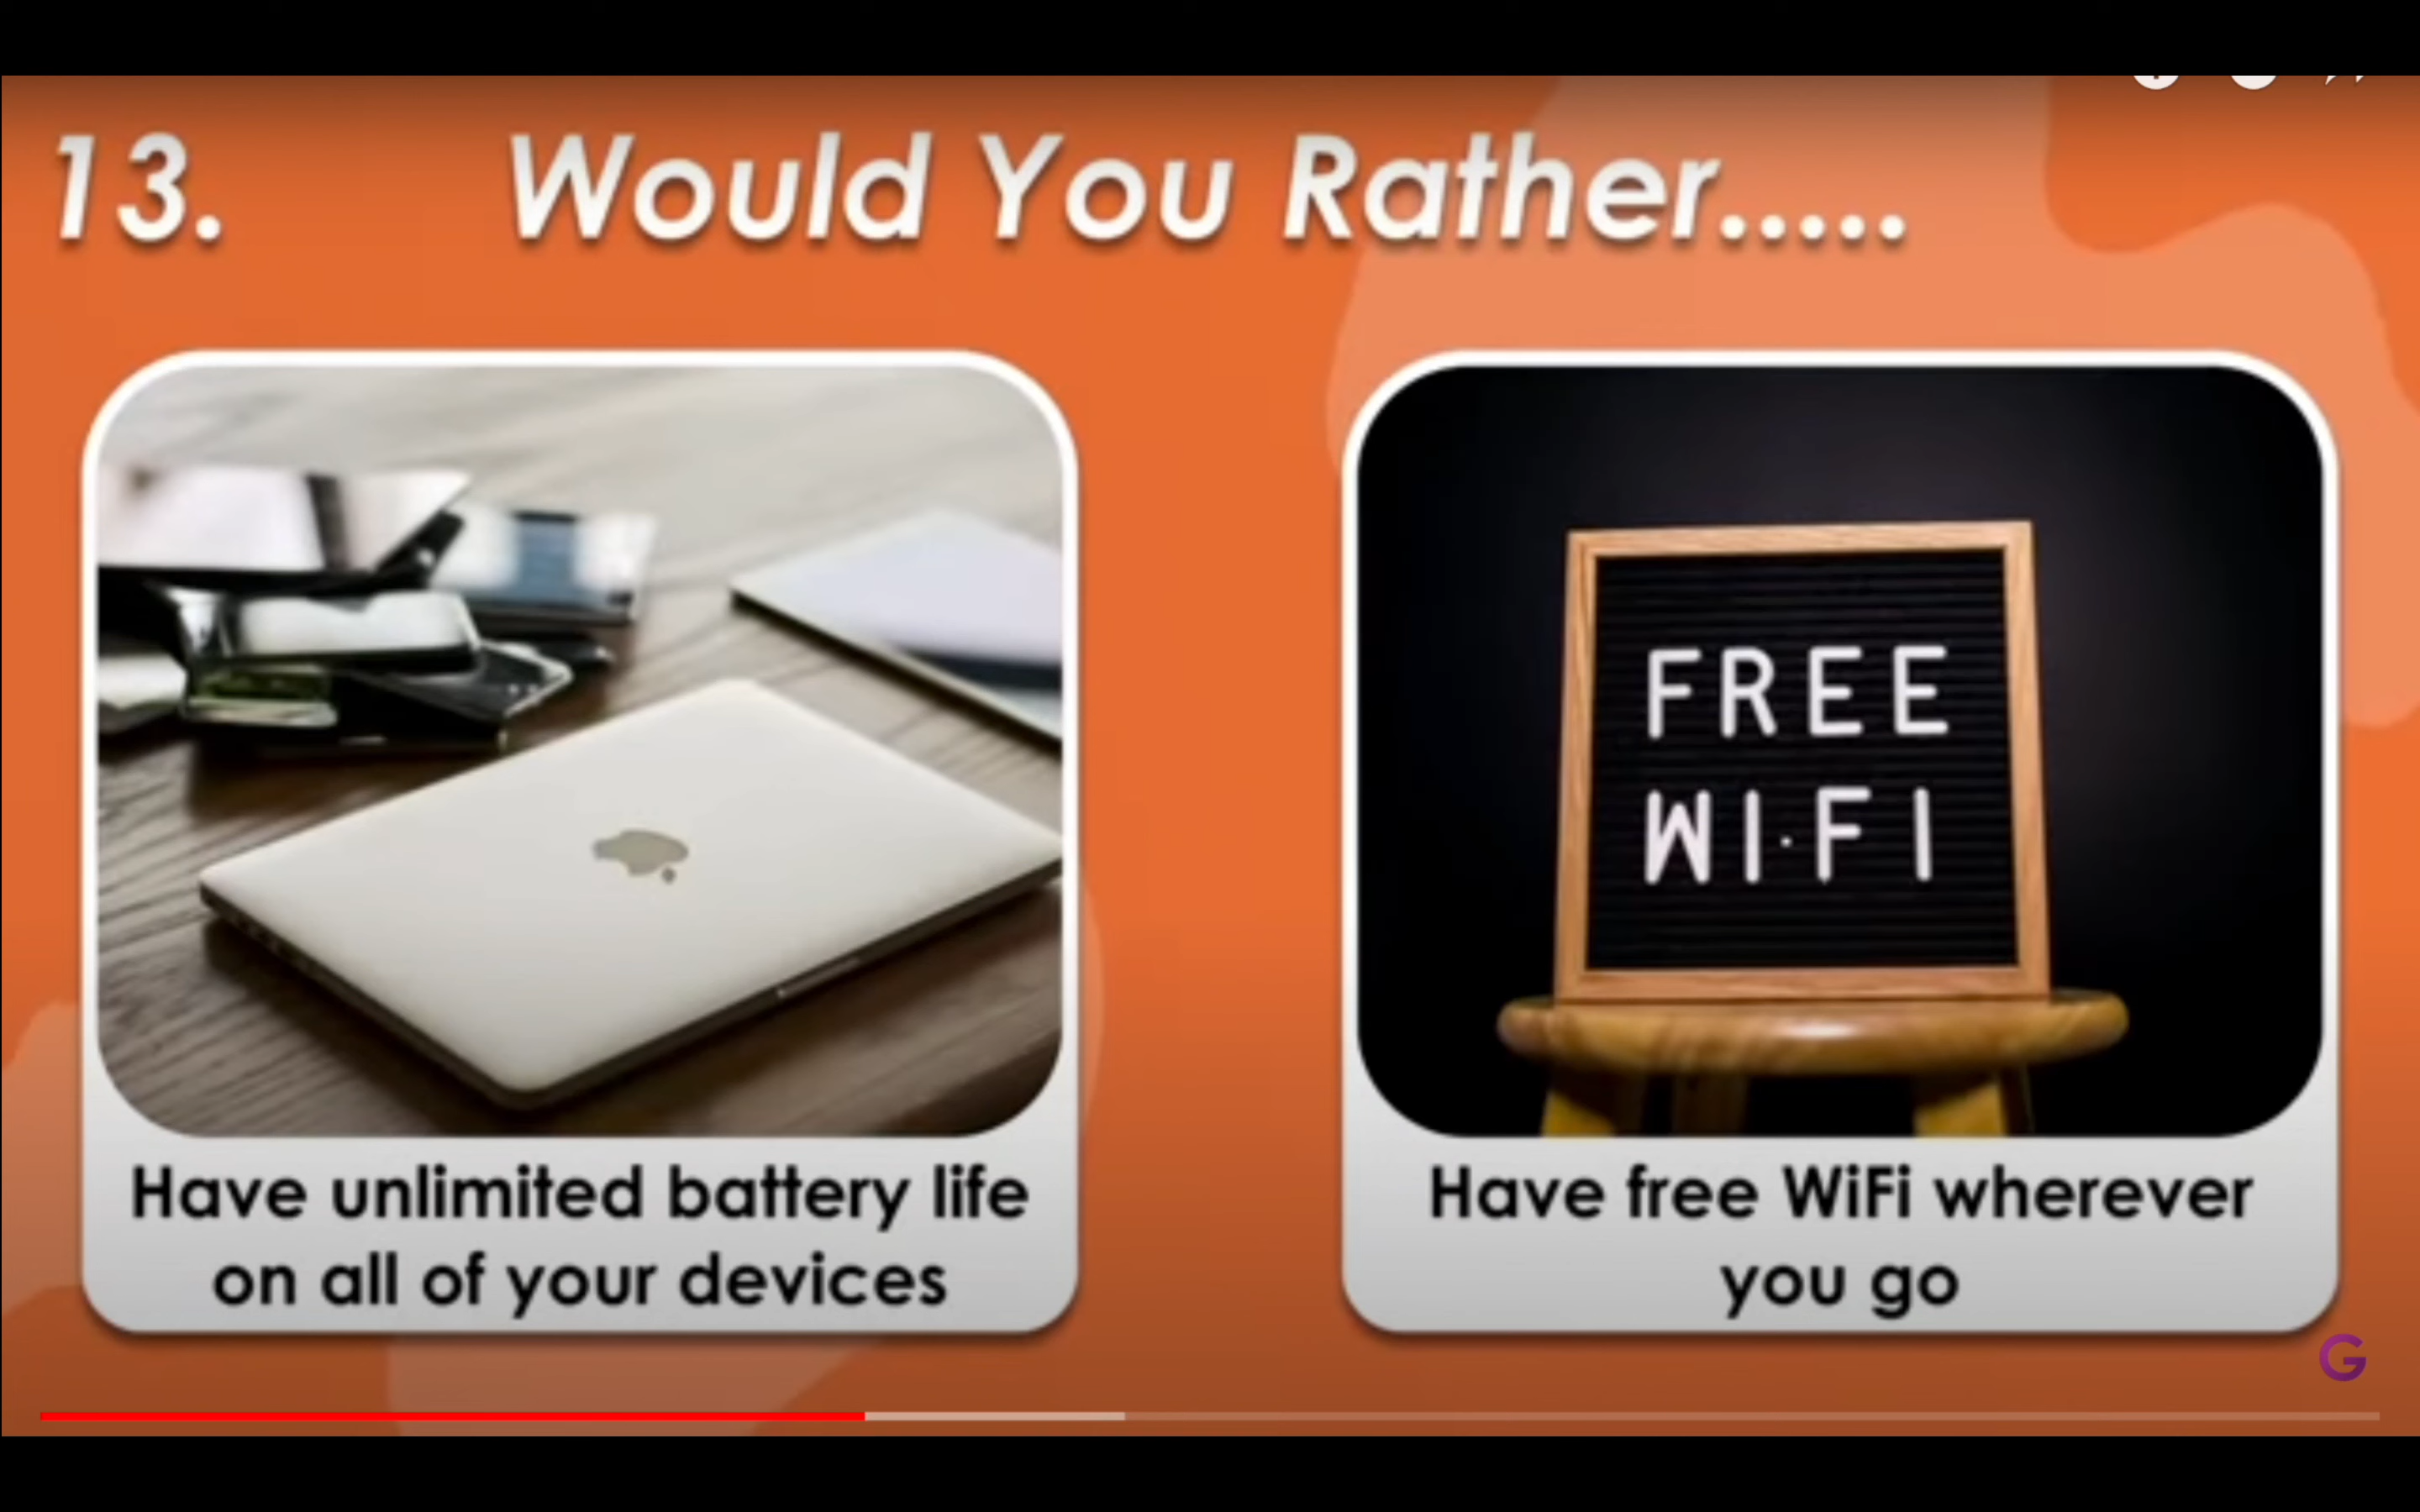 13.
Would You Rather.....
FREE
WI·FI
Have unlimited battery life
on all of your devices
Have free WiFi wherever
you go
G